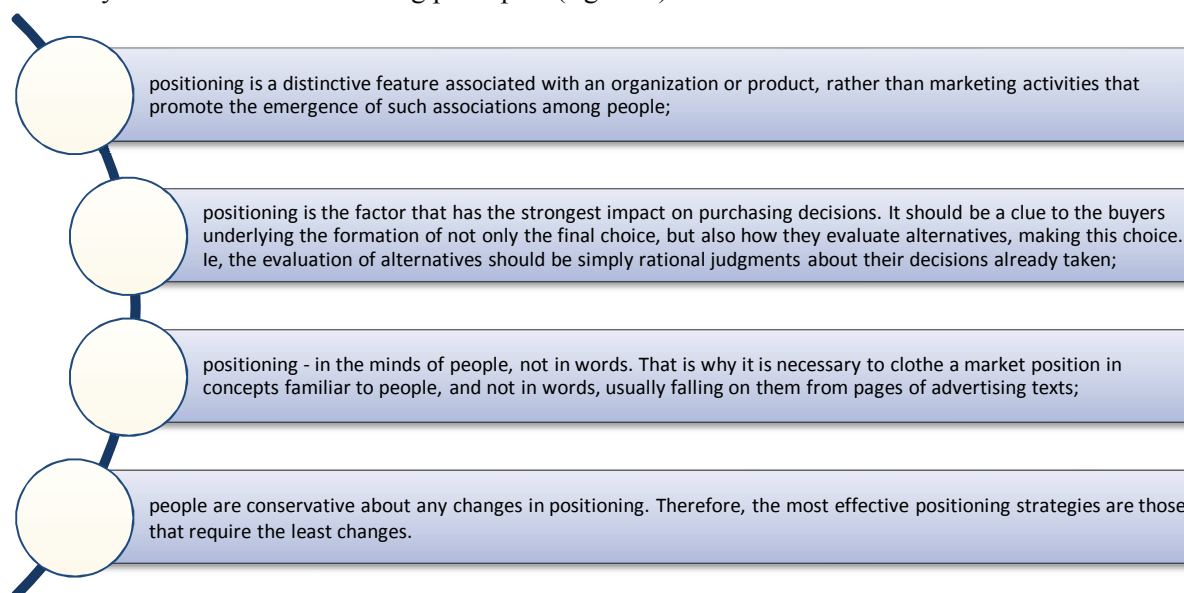 positioning is a distinctive feature associated with an organization or product, rather than marketing activities that
promote the emergence of such associations among people;
positioning is the factor that has the strongest impact on purchasing decisions. It should be a clue to the buyers
underlying the formation of not only the final choice, but also how they evaluate alternatives, making this choice.
Ie, the evaluation of alternatives should be simply rational judgments about their decisions already taken;
positioning - in the minds of people, not in words. That is why it is necessary to clothe a market position in
concepts familiar to people, and not in words, usually falling on them from pages of advertising texts;
people are conservative about any changes in positioning. Therefore, the most effective positioning strategies are those
that require the least changes.